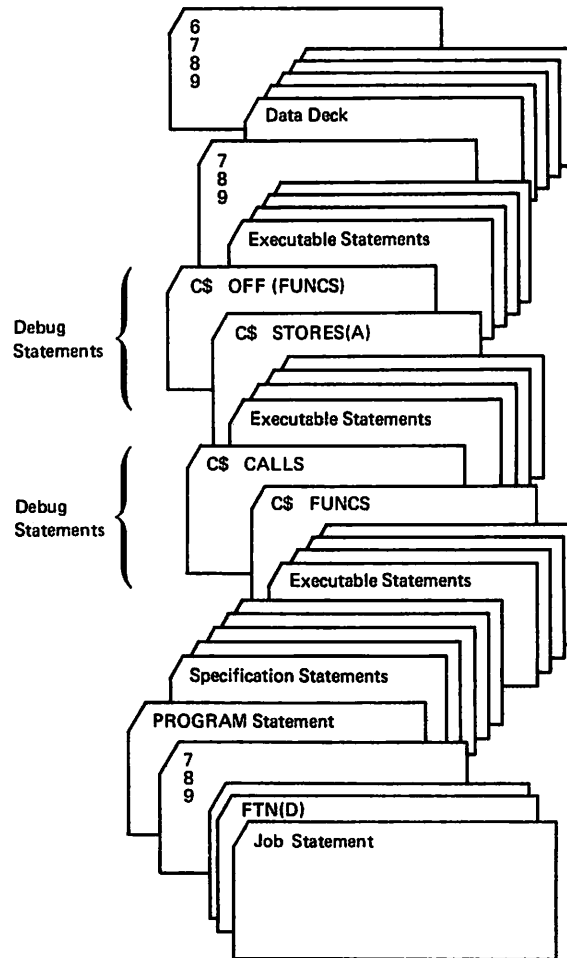 6
7
8
9
Data Deck
7
8
9
Executable Statements
C$ OFF (FUNCS)
Debug
Statements
C$ STORES(A)
Executable Statements
C$ CALLS
Debug
Statements
C$ FUNCS
Executable Statements
Specification Statements
PROGRAM Statement
7
8
9
FTN(D)
Job Statement